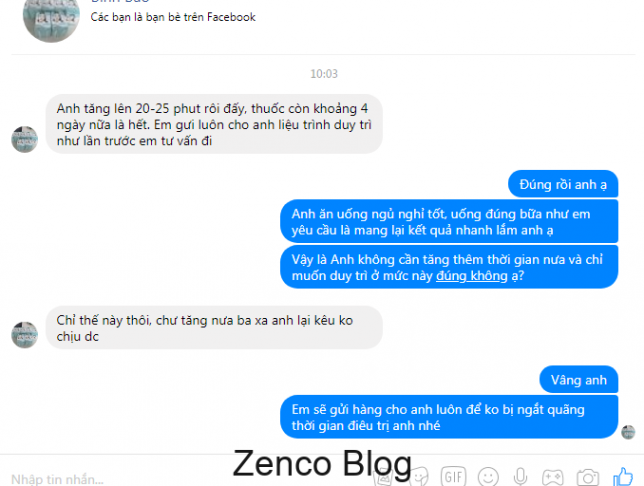 Các bạn là bạn bè trên Facebook
10:03
Anh tăng lên 20-25 phut rôi đấy, thuốc còn khoảng 4
ngày nữa là hết. Em gưi luôn cho anh liệu trình duy trì
như lần trước em tư vấn đi
Đúng rồi anh ạ
Anh ăn uống ngủ nghỉ tốt, uống đúng bữa như em
yêu cầu là mang lại kết quả nhanh lắm anh ạ
Vậy là Anh không cần tăng thêm thời gian nưa và chỉ
muốn duy trì ở mức này đúng không ạ?
Chỉ thế này thôi, chư tăng nưa ba xa anh lại kêu ko
chịu dc
Vâng anh
Em sẽ gửi hàng cho anh luôn để ko bị ngắt quãng
thời gian điêu trị anh nhé
Zenco Blog
Nhập tin nhắn...
GIF